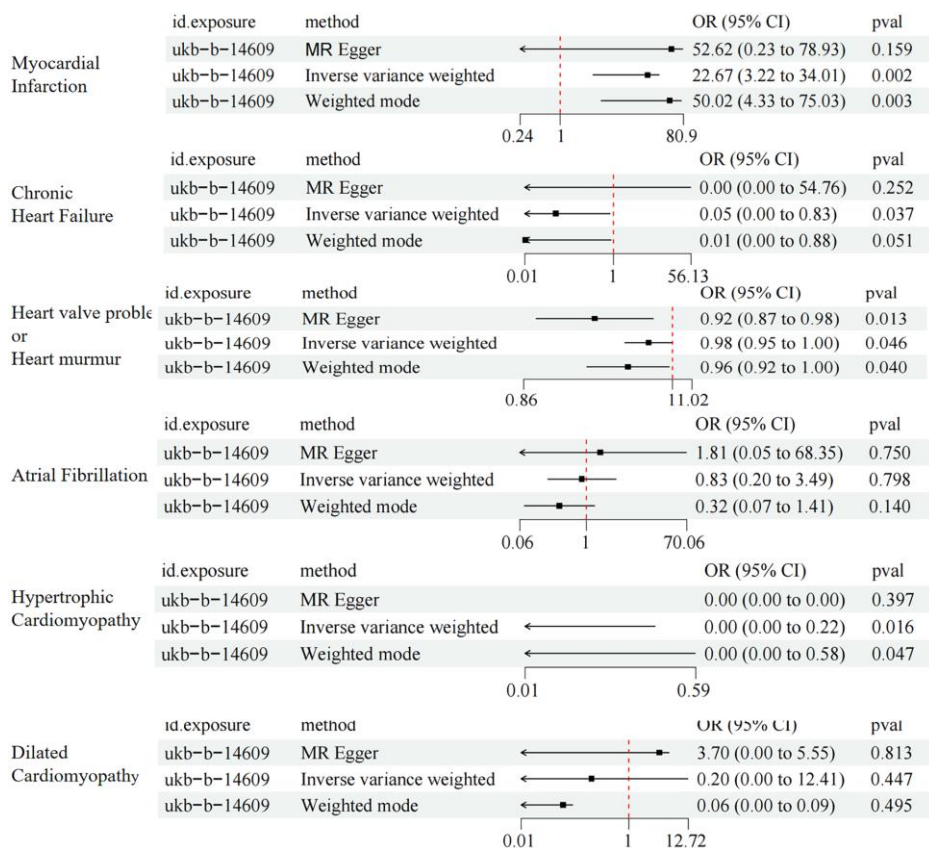 id.exposure method OR (95% CI) pval
Myocardial
Infarction
ukb-b-14609 MR Egger 52.62 (0.23 to 78.93) 0.159
ukb-b-14609 Inverse variance weighted 22.67 (3.22 to 34.01) 0.002
ukb-b-14609 Weighted mode 50.02 (4.33 to 75.03) 0.003
0.24 1 80.9
id.exposure method OR (95% CI) pval
Chronic
Heart Failure
ukb-b-14609 MR Egger 0.00 (0.00 to 54.76) 0.252
ukb-b-14609 Inverse variance weighted 0.05 (0.00 to 0.83) 0.037
ukb-b-14609 Weighted mode 0.01 (0.00 to 0.88) 0.051
0.01 1 56.13
id.exposure method OR (95% CI) pval
Heart valve proble
or
Heart murmur
ukb-b-14609 MR Egger 0.92 (0.87 to 0.98) 0.013
ukb-b-14609 Inverse variance weighted 0.98 (0.95 to 1.00) 0.046
ukb-b-14609 Weighted mode 0.96 (0.92 to 1.00) 0.040
0.86 11.02
id.exposure method OR (95% CI) pval
Atrial Fibrillation
ukb-b-14609 MR Egger 1.81 (0.05 to 68.35) 0.750
ukb-b-14609 Inverse variance weighted 0.83 (0.20 to 3.49) 0.798
ukb-b-14609 Weighted mode 0.32 (0.07 to 1.41) 0.140
0.06 1 70.06
id.exposure method OR (95% CI) pval
Hypertrophic
Cardiomyopathy
ukb-b-14609 MR Egger 0.00 (0.00 to 0.00) 0.397
ukb-b-14609 Inverse variance weighted 0.00 (0.00 to 0.22) 0.016
ukb-b-14609 Weighted mode 0.00 (0.00 to 0.58) 0.047
0.01 0.59
id.exposure method OR (95% CI) pval
Dilated
Cardiomyopathy
ukb-b-14609 MR Egger 3.70 (0.00 to 5.55) 0.813
ukb-b-14609 Inverse variance weighted 0.20 (0.00 to 12.41) 0.447
ukb-b-14609 Weighted mode 0.06 (0.00 to 0.09) 0.495
0.01 1 12.72